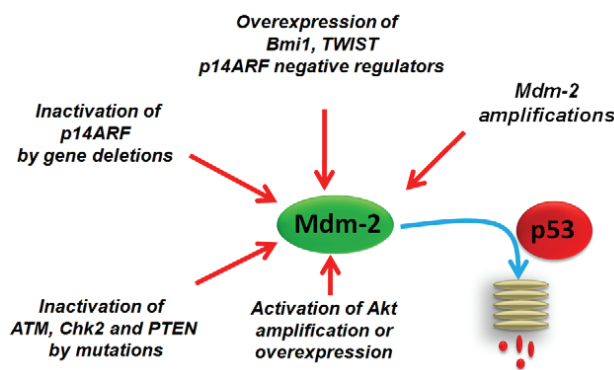 Overexpression of
Bmi1, TWIST
p14ARF negative regulators
Mdm-2
amplifications
Inactivation of
p14ARF
by gene deletions
Mdm-2
p53
Inactivation of
ATM, Chk2 and PTEN
by mutations
Activation of Akt
amplification or
overexpression